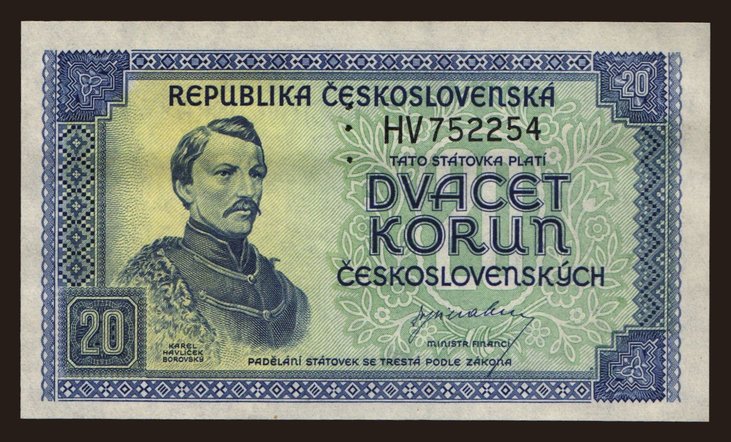 20
REPUBLIKA ČESKOSLOVENSKÁ
HV752254
TATO STÁTOVKA PLATÍ
DVACET
KORUN
ČESKOSLOVENSKÝCH
20
KAREL
HAVLÍČEK
BOROVSKÝ
MINISTR FINANCÍ
PADĚLÁNÍ STÁTOVEK SE TRESTÁ PODLE ZÁKONA
20